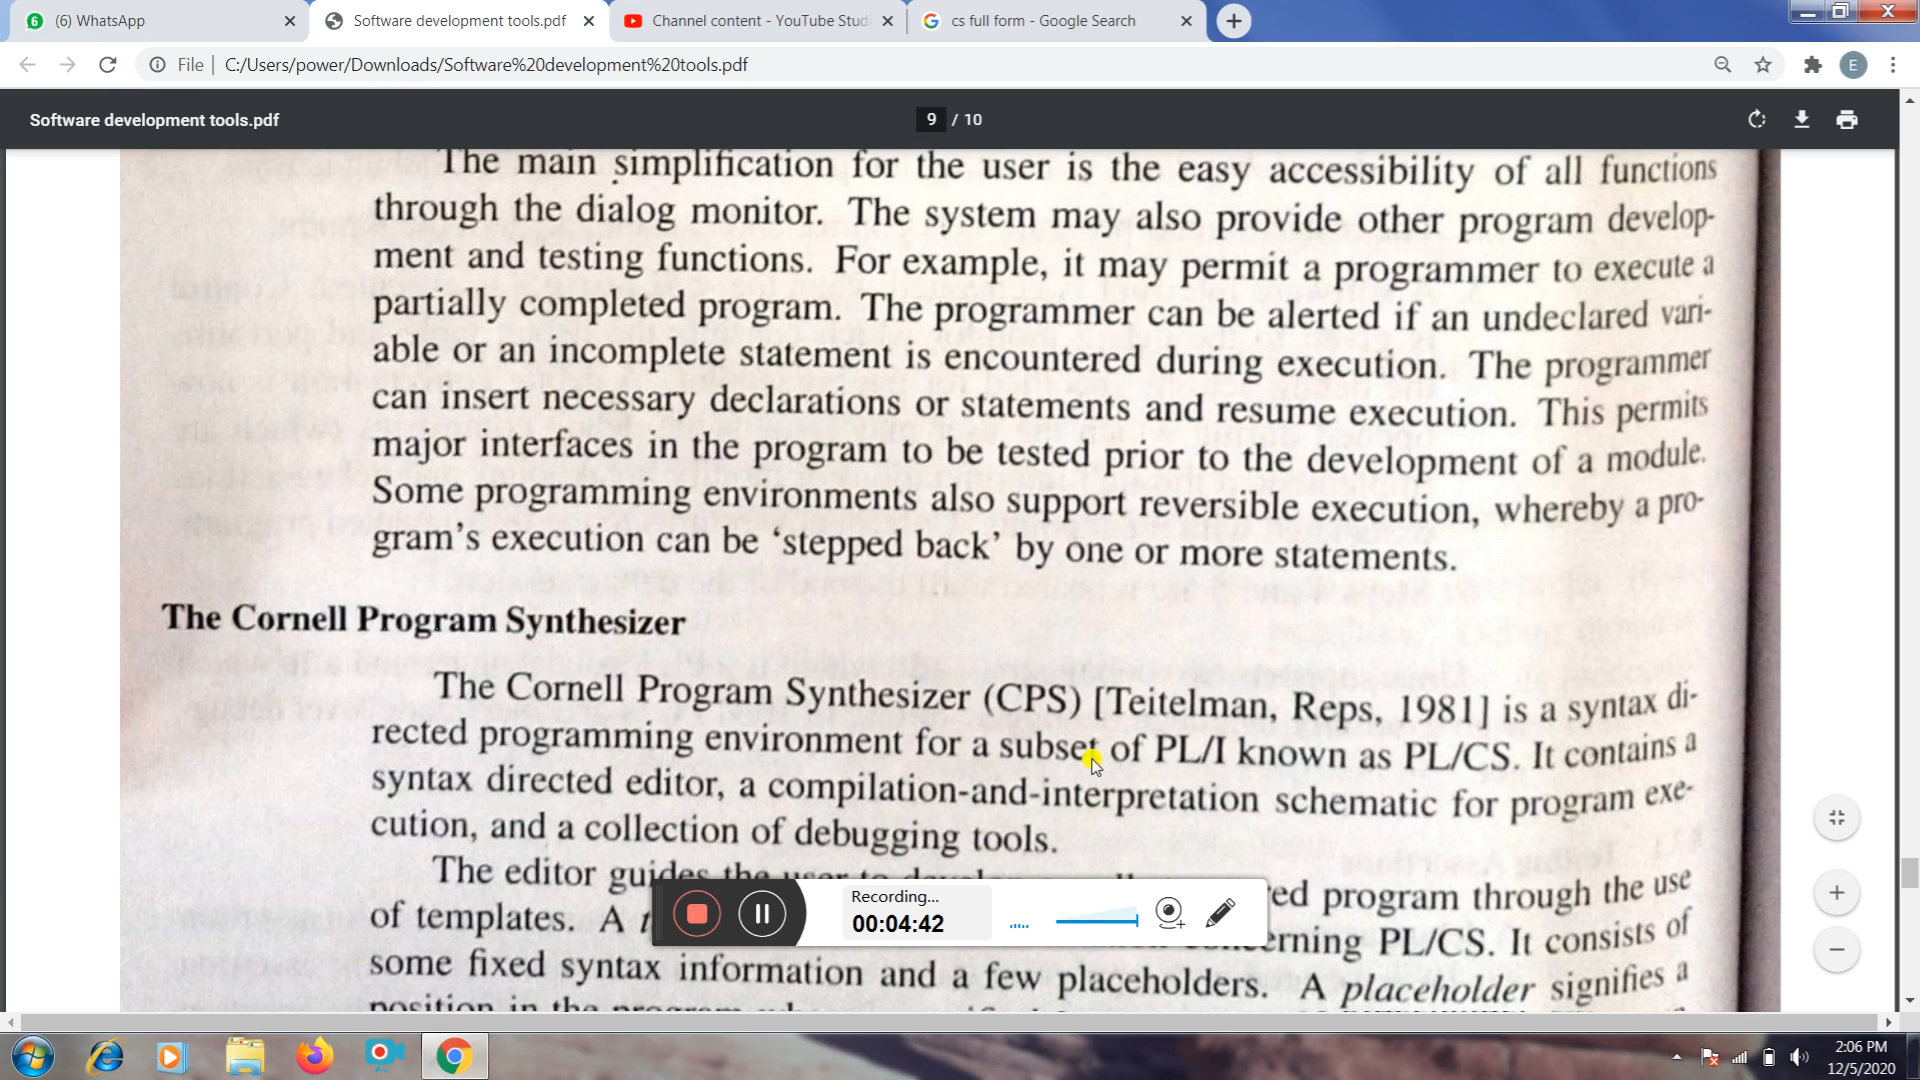 6
(6) WhatsApp
Software development tools.pdf
Channel content - YouTube Stud
cs full form - Google Search
File
C:/Users/power/Downloads/Software%20development%20tools.pdf
E
Software development tools.pdf
9 / 10
The main simplification for the user is the easy accessibility of all functions
through the dialog monitor. The system may also provide other program develop-
ment and testing functions. For example, it may permit a programmer to execute a
partially completed program. The programmer can be alerted if an undeclared vari-
able or an incomplete statement is encountered during execution. The programmer
can insert necessary declarations or statements and resume execution. This permits
major interfaces in the program to be tested prior to the development of a module.
Some programming environments also support reversible execution, whereby a pro-
gram's execution can be 'stepped back' by one or more statements.
The Cornell Program Synthesizer
The Cornell Program Synthesizer (CPS) [Teitelman, Reps, 1981] is a syntax di-
rected programming environment for a subset of PL/I known as PL/CS. It contains a
syntax directed editor, a compilation-and-interpretation schematic for program exe-
cution, and a collection of debugging tools.
The editor guides the user to ed program through the use
of templates. A concerning PL/CS. It consists of
some fixed syntax information and a few placeholders. A placeholder signifies a
position in the program
Recording...
00:04:42
2:06 PM
12/5/2020